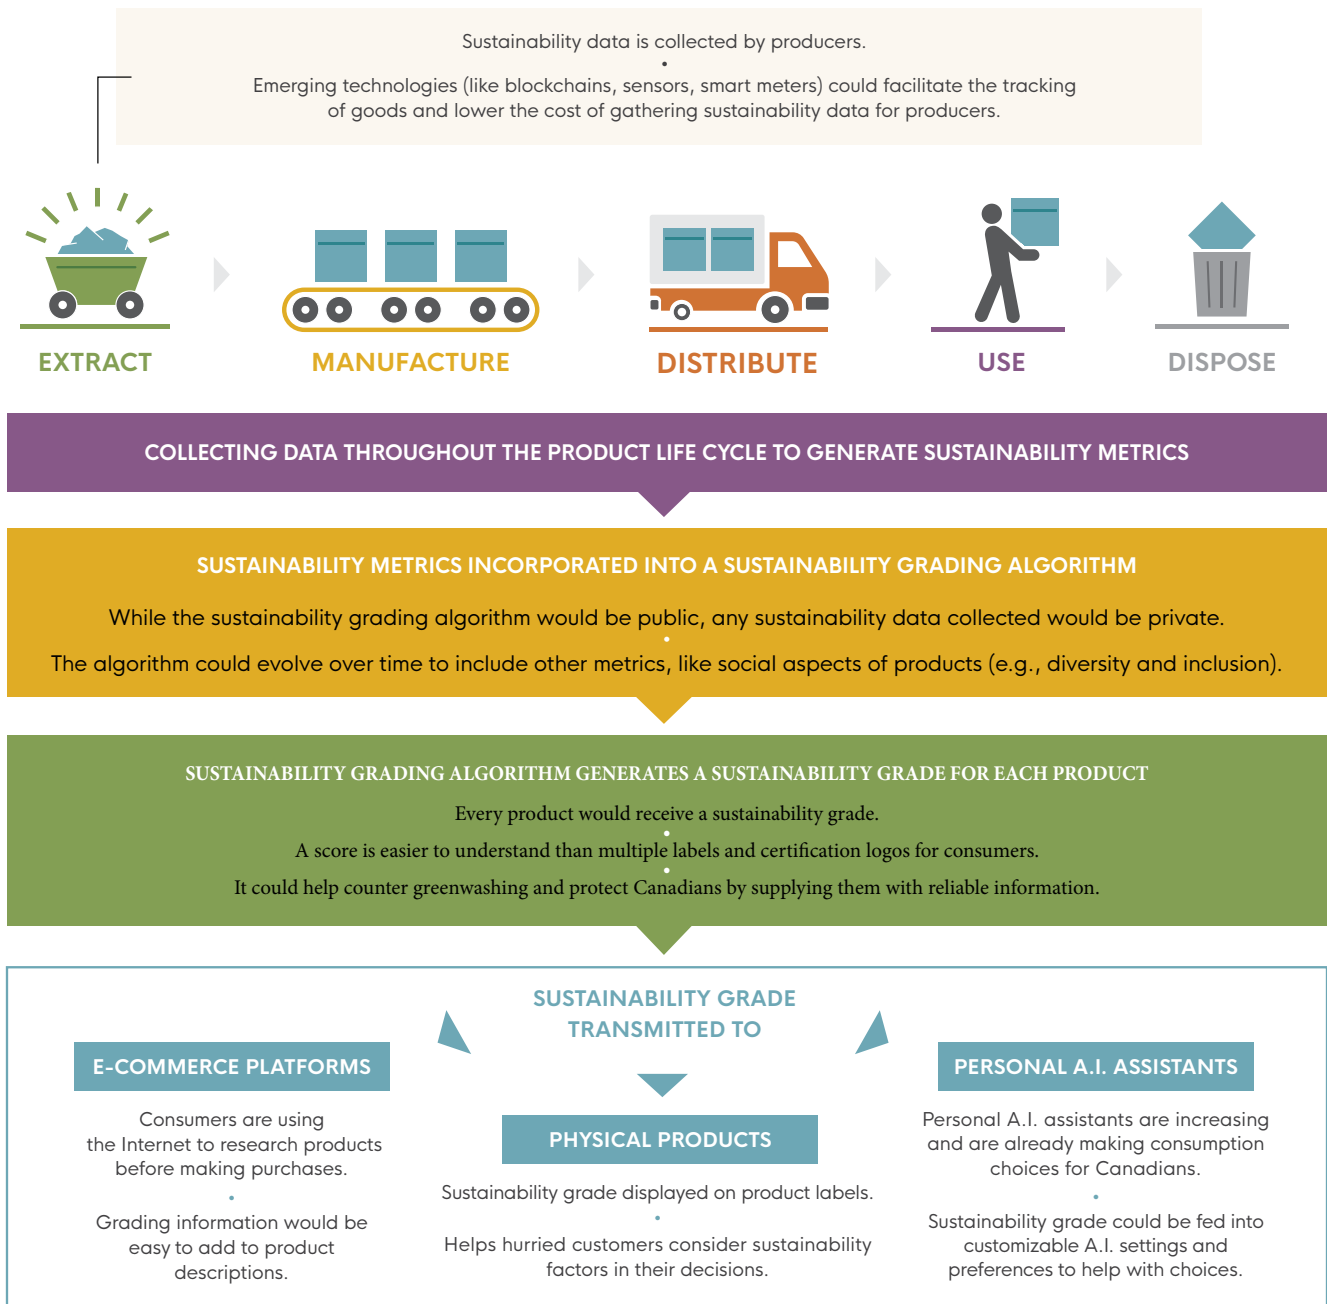 Sustainability data is collected by producers.
•
Emerging technologies (like blockchains, sensors, smart meters) could facilitate the tracking
of goods and lower the cost of gathering sustainability data for producers.
EXTRACT
MANUFACTURE
DISTRIBUTE
USE
DISPOSE
COLLECTING DATA THROUGHOUT THE PRODUCT LIFE CYCLE TO GENERATE SUSTAINABILITY METRICS
SUSTAINABILITY METRICS INCORPORATED INTO A SUSTAINABILITY GRADING ALGORITHM
While the sustainability grading algorithm would be public, any sustainability data collected would be private.
•
The algorithm could evolve over time to include other metrics, like social aspects of products (e.g., diversity and inclusion).
SUSTAINABILITY GRADING ALGORITHM GENERATES A SUSTAINABILITY GRADE FOR EACH PRODUCT
Every product would receive a sustainability grade.
•
A score is easier to understand than multiple labels and certification logos for consumers.
•
It could help counter greenwashing and protect Canadians by supplying them with reliable information.
SUSTAINABILITY GRADE
TRANSMITTED TO
E-COMMERCE PLATFORMS
Consumers are using
the Internet to research products
before making purchases.
•
Grading information would be
easy to add to product
descriptions.
PHYSICAL PRODUCTS
Sustainability grade displayed on product labels.
•
Helps hurried customers consider sustainability
factors in their decisions.
PERSONAL A.I. ASSISTANTS
Personal A.I. assistants are increasing
and are already making consumption
choices for Canadians.
•
Sustainability grade could be fed into
customizable A.I. settings and
preferences to help with choices.